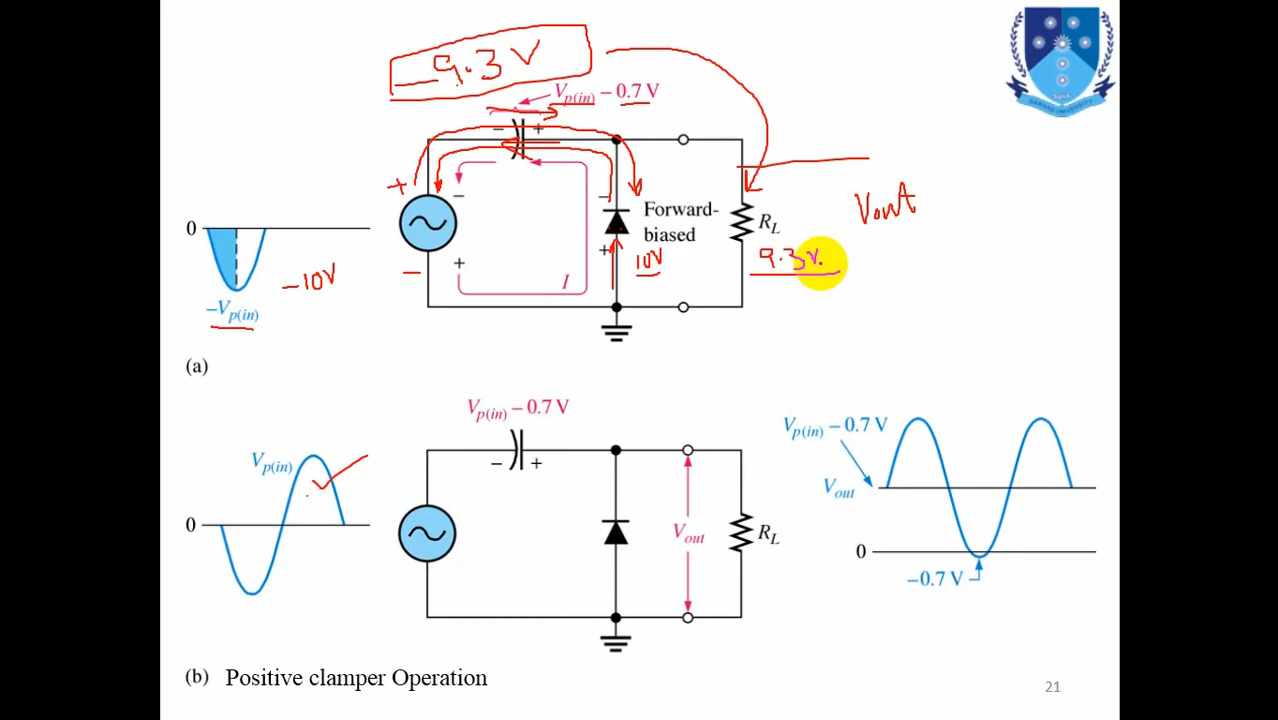 – 9.3 V
Vp(in) – 0.7 V
– +
+
–
–
Forward-
biased
Vout
0
RL
+
10V
9.3V.
–
+
I
–10V
–Vp(in)
(a)
Vp(in) – 0.7 V
Vp(in) – 0.7 V
Vp(in)
– +
Vout
0
Vout
RL
0
–0.7 V
(b) Positive clamper Operation
21